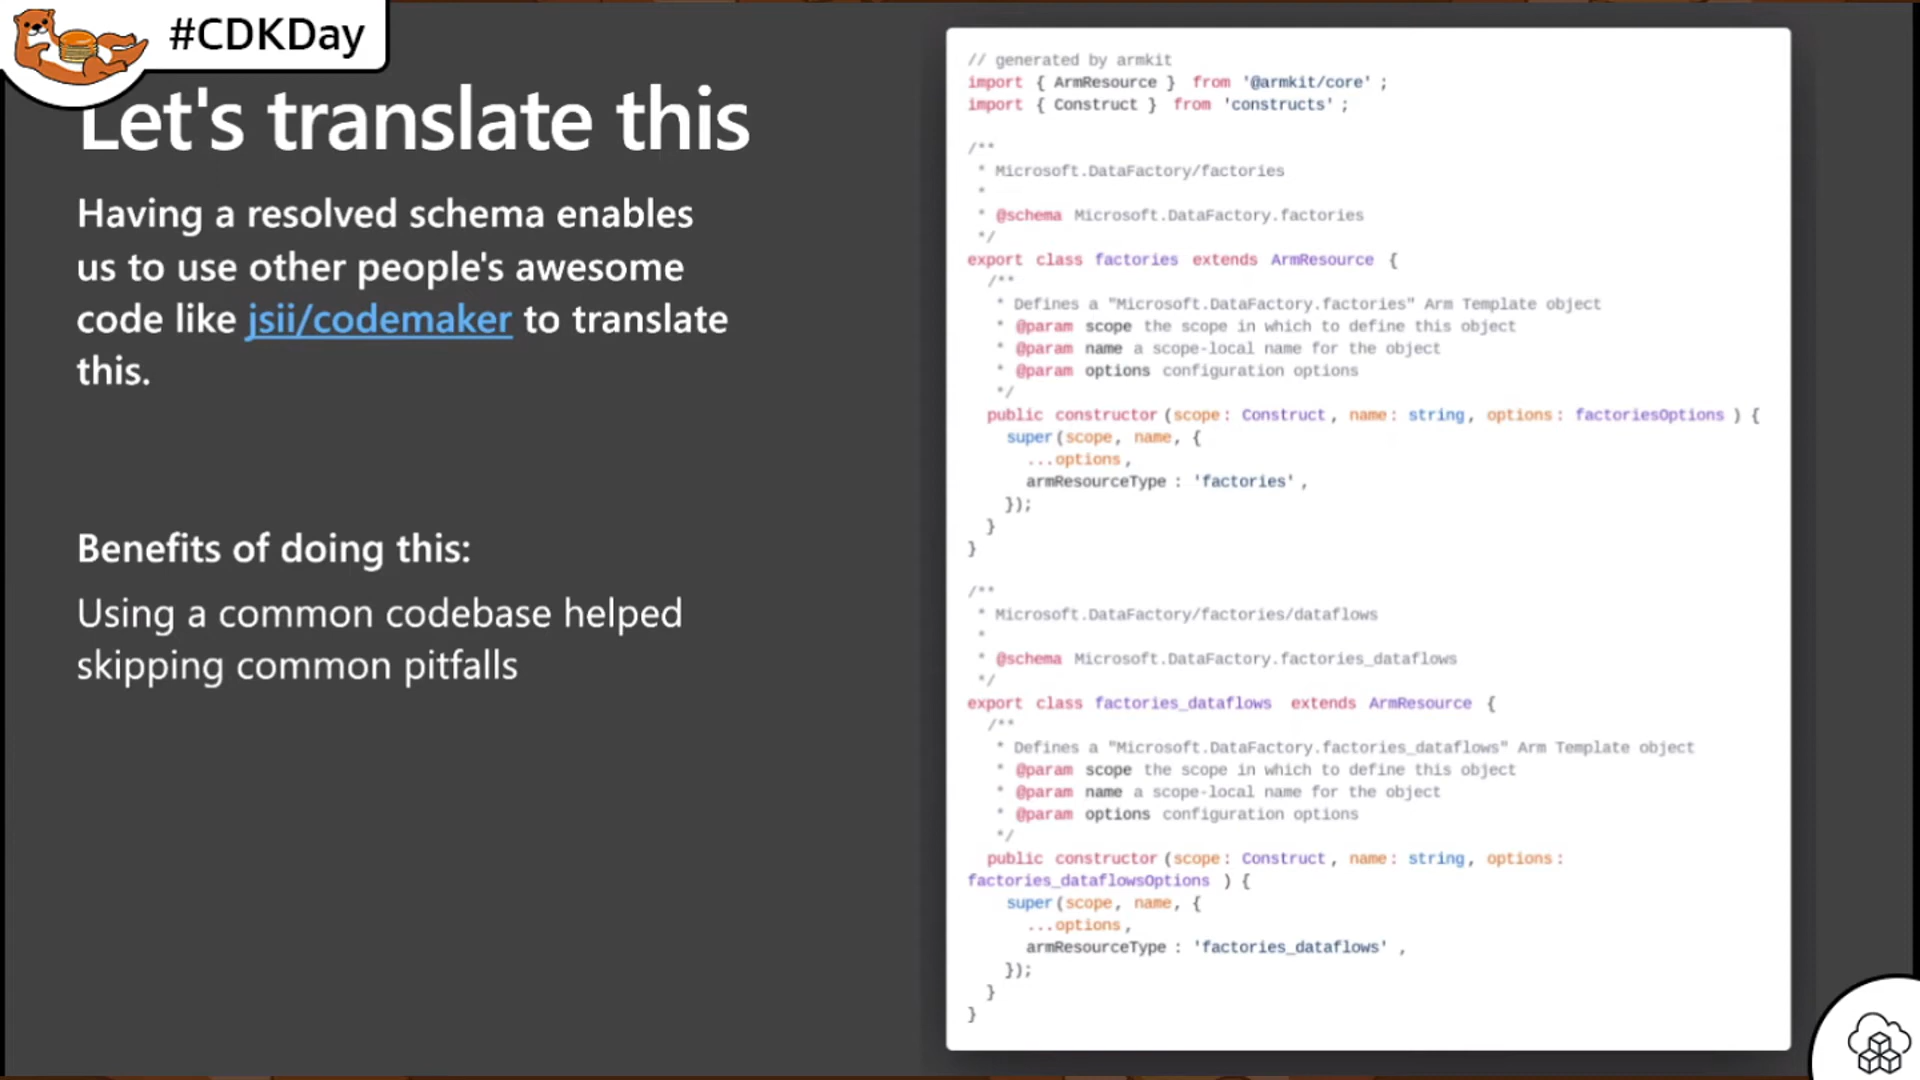 #CDKDay
Let's translate this
Having a resolved schema enables
us to use other people's awesome
code like jsii/codemaker to translate
this.
Benefits of doing this:
Using a common codebase helped
skipping common pitfalls
// generated by armkit
import { ArmResource } from '@armkit/core' ;
import { Construct } from 'constructs' ;
/**
* Microsoft.DataFactory/factories
*
* @schema Microsoft.DataFactory.factories
*/
export class factories extends ArmResource {
/**
* Defines a "Microsoft.DataFactory.factories" Arm Template object
* @param scope the scope in which to define this object
* @param name a scope-local name for the object
* @param options configuration options
*/
public constructor (scope: Construct , name: string, options: factoriesOptions ) {
super(scope, name, {
...options,
armResourceType : 'factories' ,
});
}
}
/**
* Microsoft.DataFactory/factories/dataflows
*
* @schema Microsoft.DataFactory.factories_dataflows
*/
export class factories_dataflows extends ArmResource {
/**
* Defines a "Microsoft.DataFactory.factories_dataflows" Arm Template object
* @param scope the scope in which to define this object
* @param name a scope-local name for the object
* @param options configuration options
*/
public constructor (scope: Construct , name: string, options:
factories_dataflowsOptions ) {
super(scope, name, {
...options,
armResourceType : 'factories_dataflows' ,
});
}
}